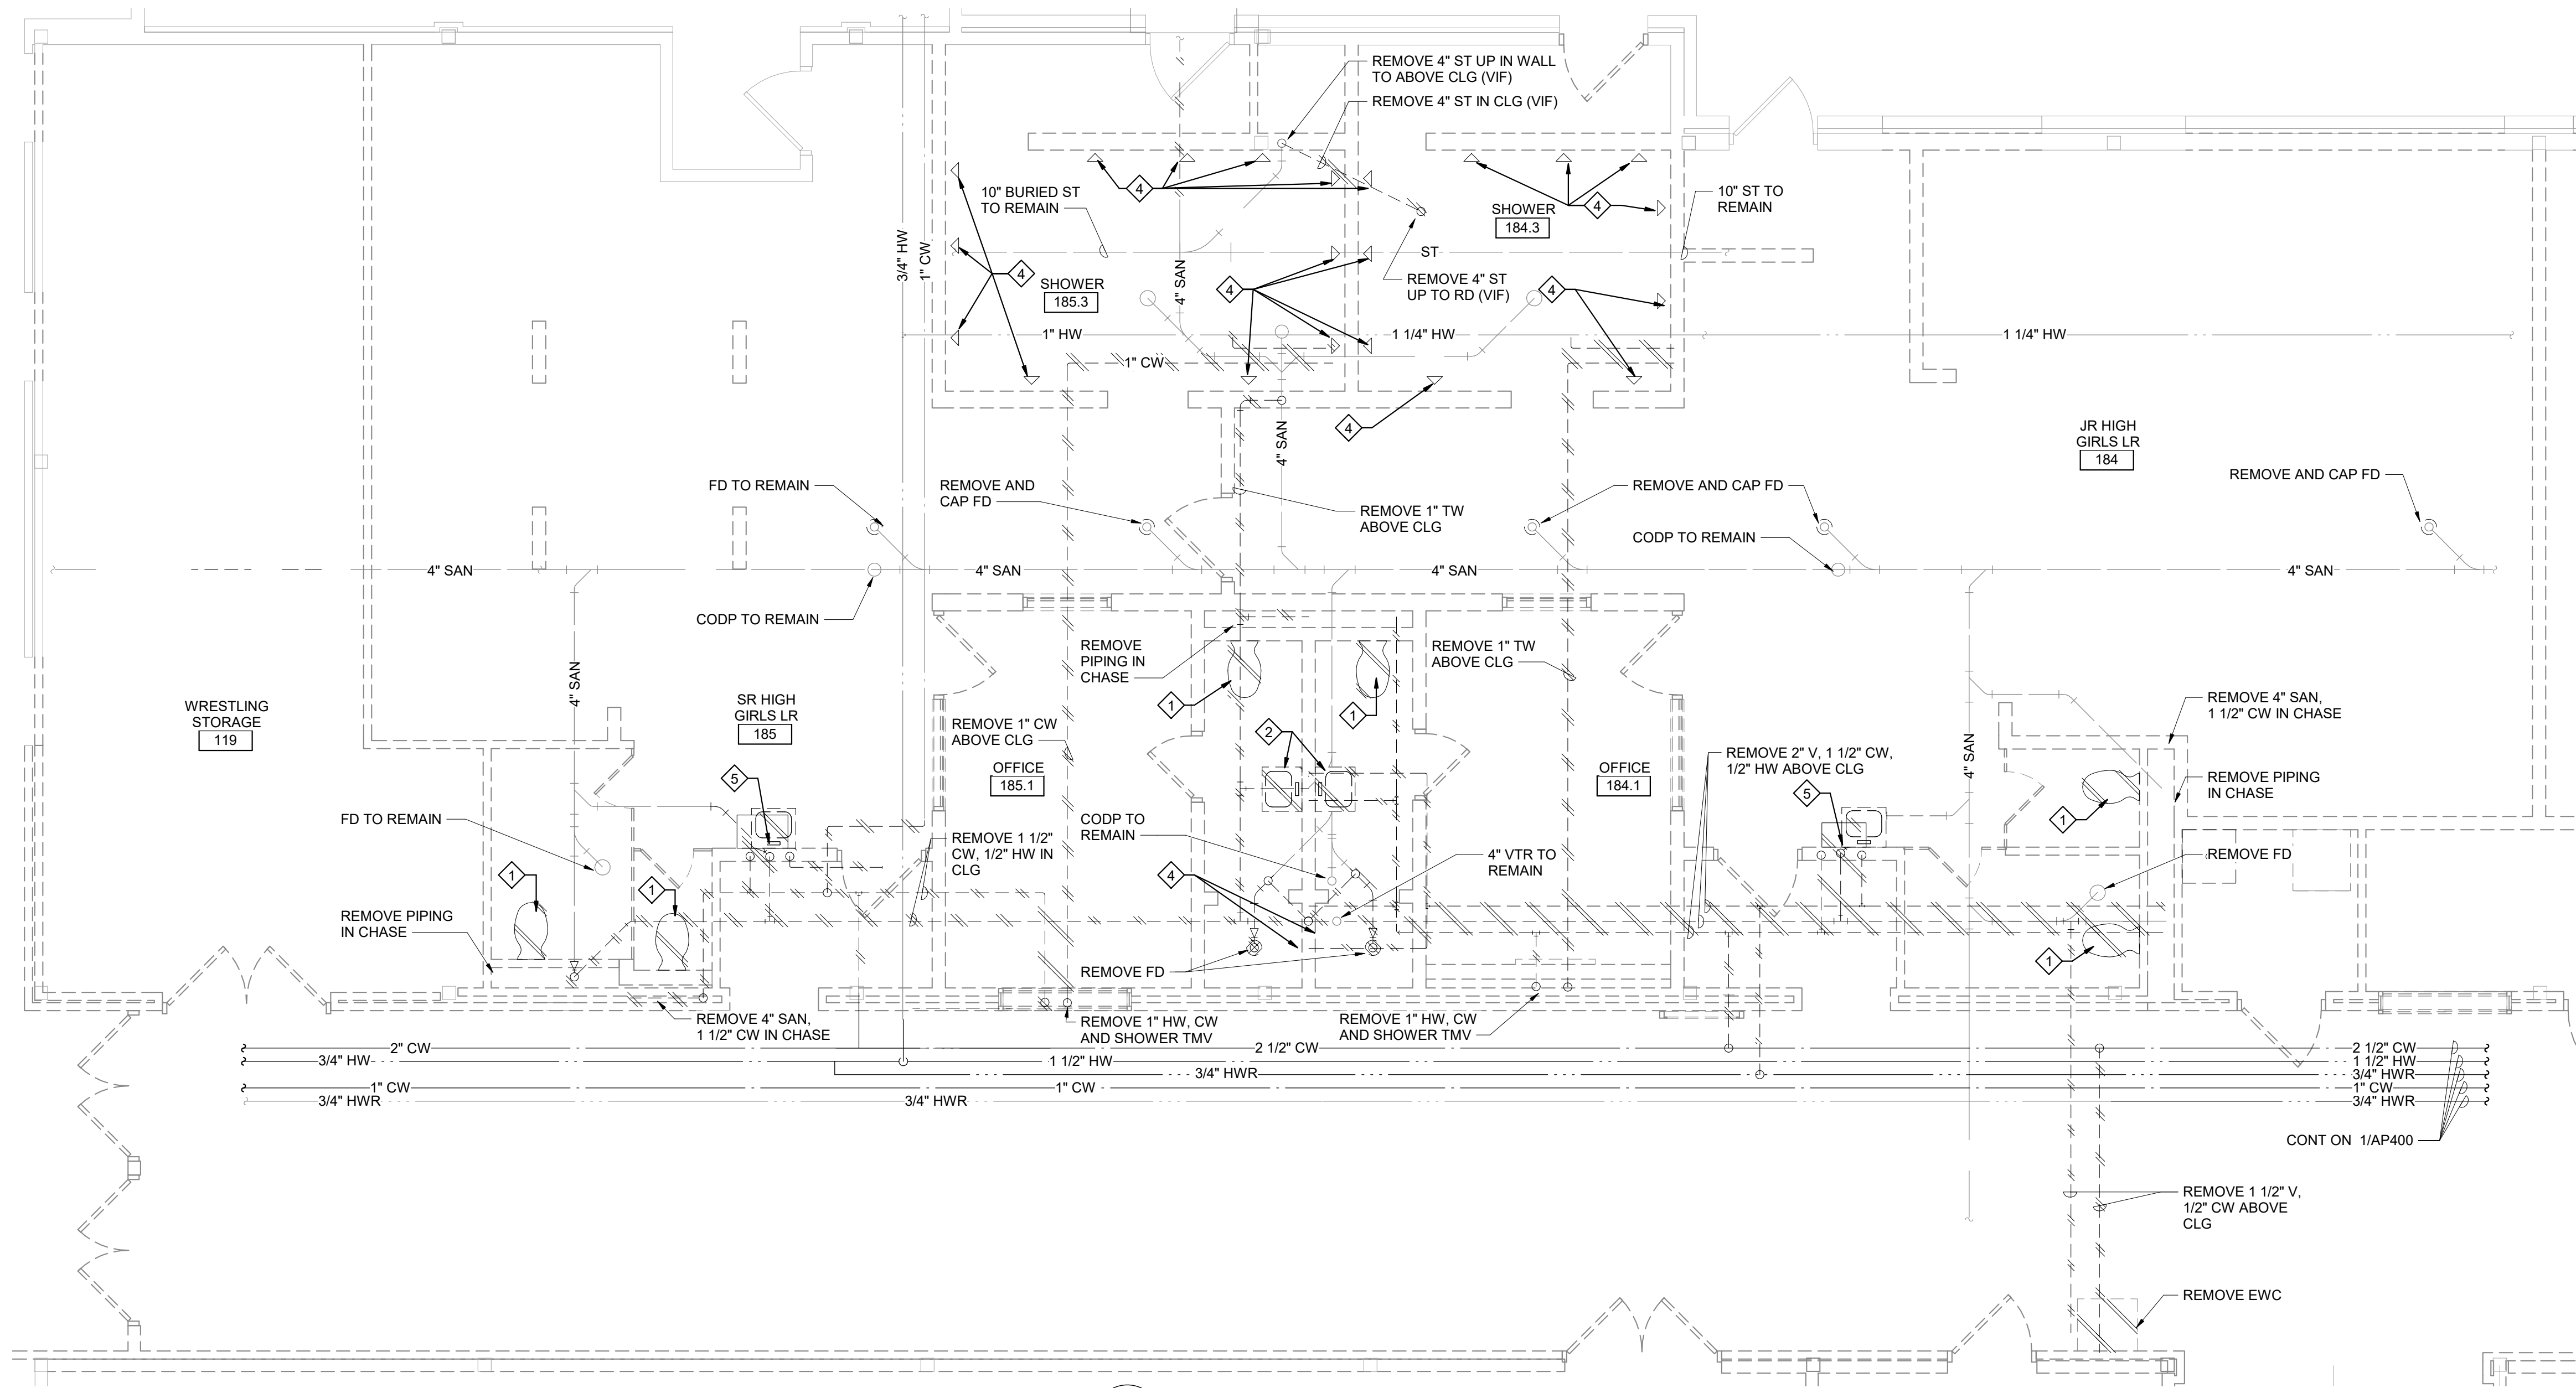 REMOVE 4" ST UP IN WALL
TO ABOVE CLG (VIF)
REMOVE 4" ST IN CLG (VIF)
10" BURIED ST
TO REMAIN
4
SHOWER
184.3
4
10" ST TO
REMAIN
3/4" HW
1" CW
4
SHOWER
185.3
4" SAN
4
ST
REMOVE 4" ST
UP TO RD (VIF)
4
1" HW
1 1/4" HW
1 1/4" HW
1" CW
4
4" SAN
JR HIGH
GIRLS LR
184
FD TO REMAIN
REMOVE AND
CAP FD
REMOVE 1" TW
ABOVE CLG
REMOVE AND CAP FD
CODP TO REMAIN
REMOVE AND CAP FD
4" SAN
4" SAN
4" SAN
4" SAN
CODP TO REMAIN
4" SAN
REMOVE
PIPING IN
CHASE
REMOVE 1" TW
ABOVE CLG
WRESTLING
STORAGE
119
SR HIGH
GIRLS LR
185
1
1
REMOVE 4" SAN,
1 1/2" CW IN CHASE
REMOVE 1" CW
ABOVE CLG
2
OFFICE
185.1
OFFICE
184.1
REMOVE 2" V, 1 1/2" CW,
1/2" HW ABOVE CLG
4" SAN
5
5
REMOVE PIPING
IN CHASE
FD TO REMAIN
REMOVE 1 1/2"
CW, 1/2" HW IN
CLG
CODP TO
REMAIN
1
4" VTR TO
REMAIN
REMOVE FD
1
1
4
REMOVE PIPING
IN CHASE
REMOVE FD
1
REMOVE 4" SAN,
1 1/2" CW IN CHASE
REMOVE 1" HW, CW
AND SHOWER TMV
REMOVE 1" HW, CW
AND SHOWER TMV
2" CW
2 1/2" CW
2 1/2" CW
3/4" HW
1 1/2" HW
1 1/2" HW
3/4" HWR
3/4" HWR
1" CW
1" CW
1" CW
3/4" HWR
3/4" HWR
3/4" HWR
CONT ON 1/AP400
REMOVE 1 1/2" V,
1/2" CW ABOVE
CLG
REMOVE EWC